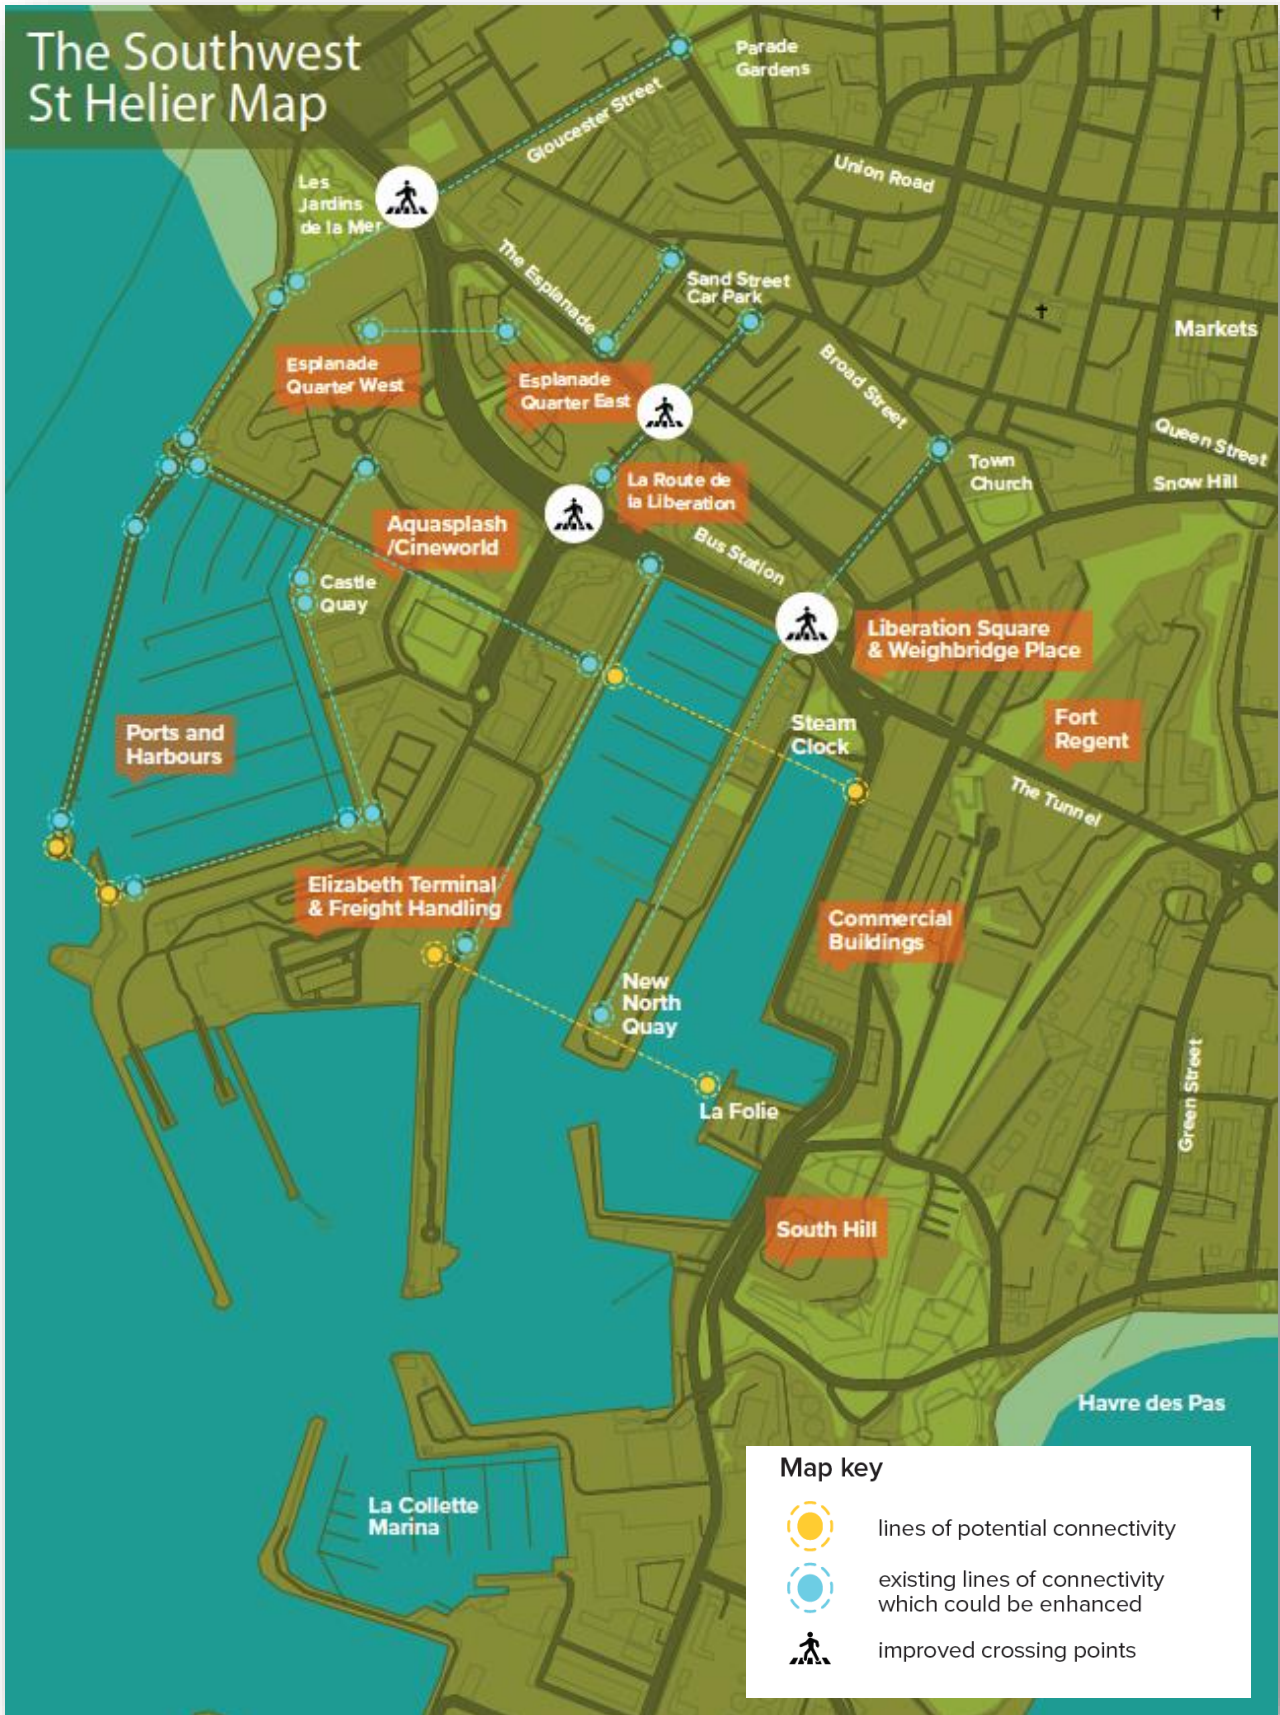 The Southwest
St Helier Map
Parade
Gardens
Gloucester Street
Union Road
Les
Jardins
de la Mer
The Esplanade
Sand Street
Car Park
Markets
Esplanade
Quarter West
Esplanade
Quarter East
Broad Street
Queen Street
Town
Church
Snow Hill
La Route de
la Liberation
Aquasplash
/Cineworld
Bus Station
Castle
Quay
Liberation Square
& Weighbridge Place
Ports and
Harbours
Steam
Clock
Fort
Regent
The Tunnel
Elizabeth Terminal
& Freight Handling
Commercial
Buildings
New
North
Quay
La Folie
Green Street
South Hill
Havre des Pas
La Collette
Marina
Map key
lines of potential connectivity
existing lines of connectivity
which could be enhanced
improved crossing points